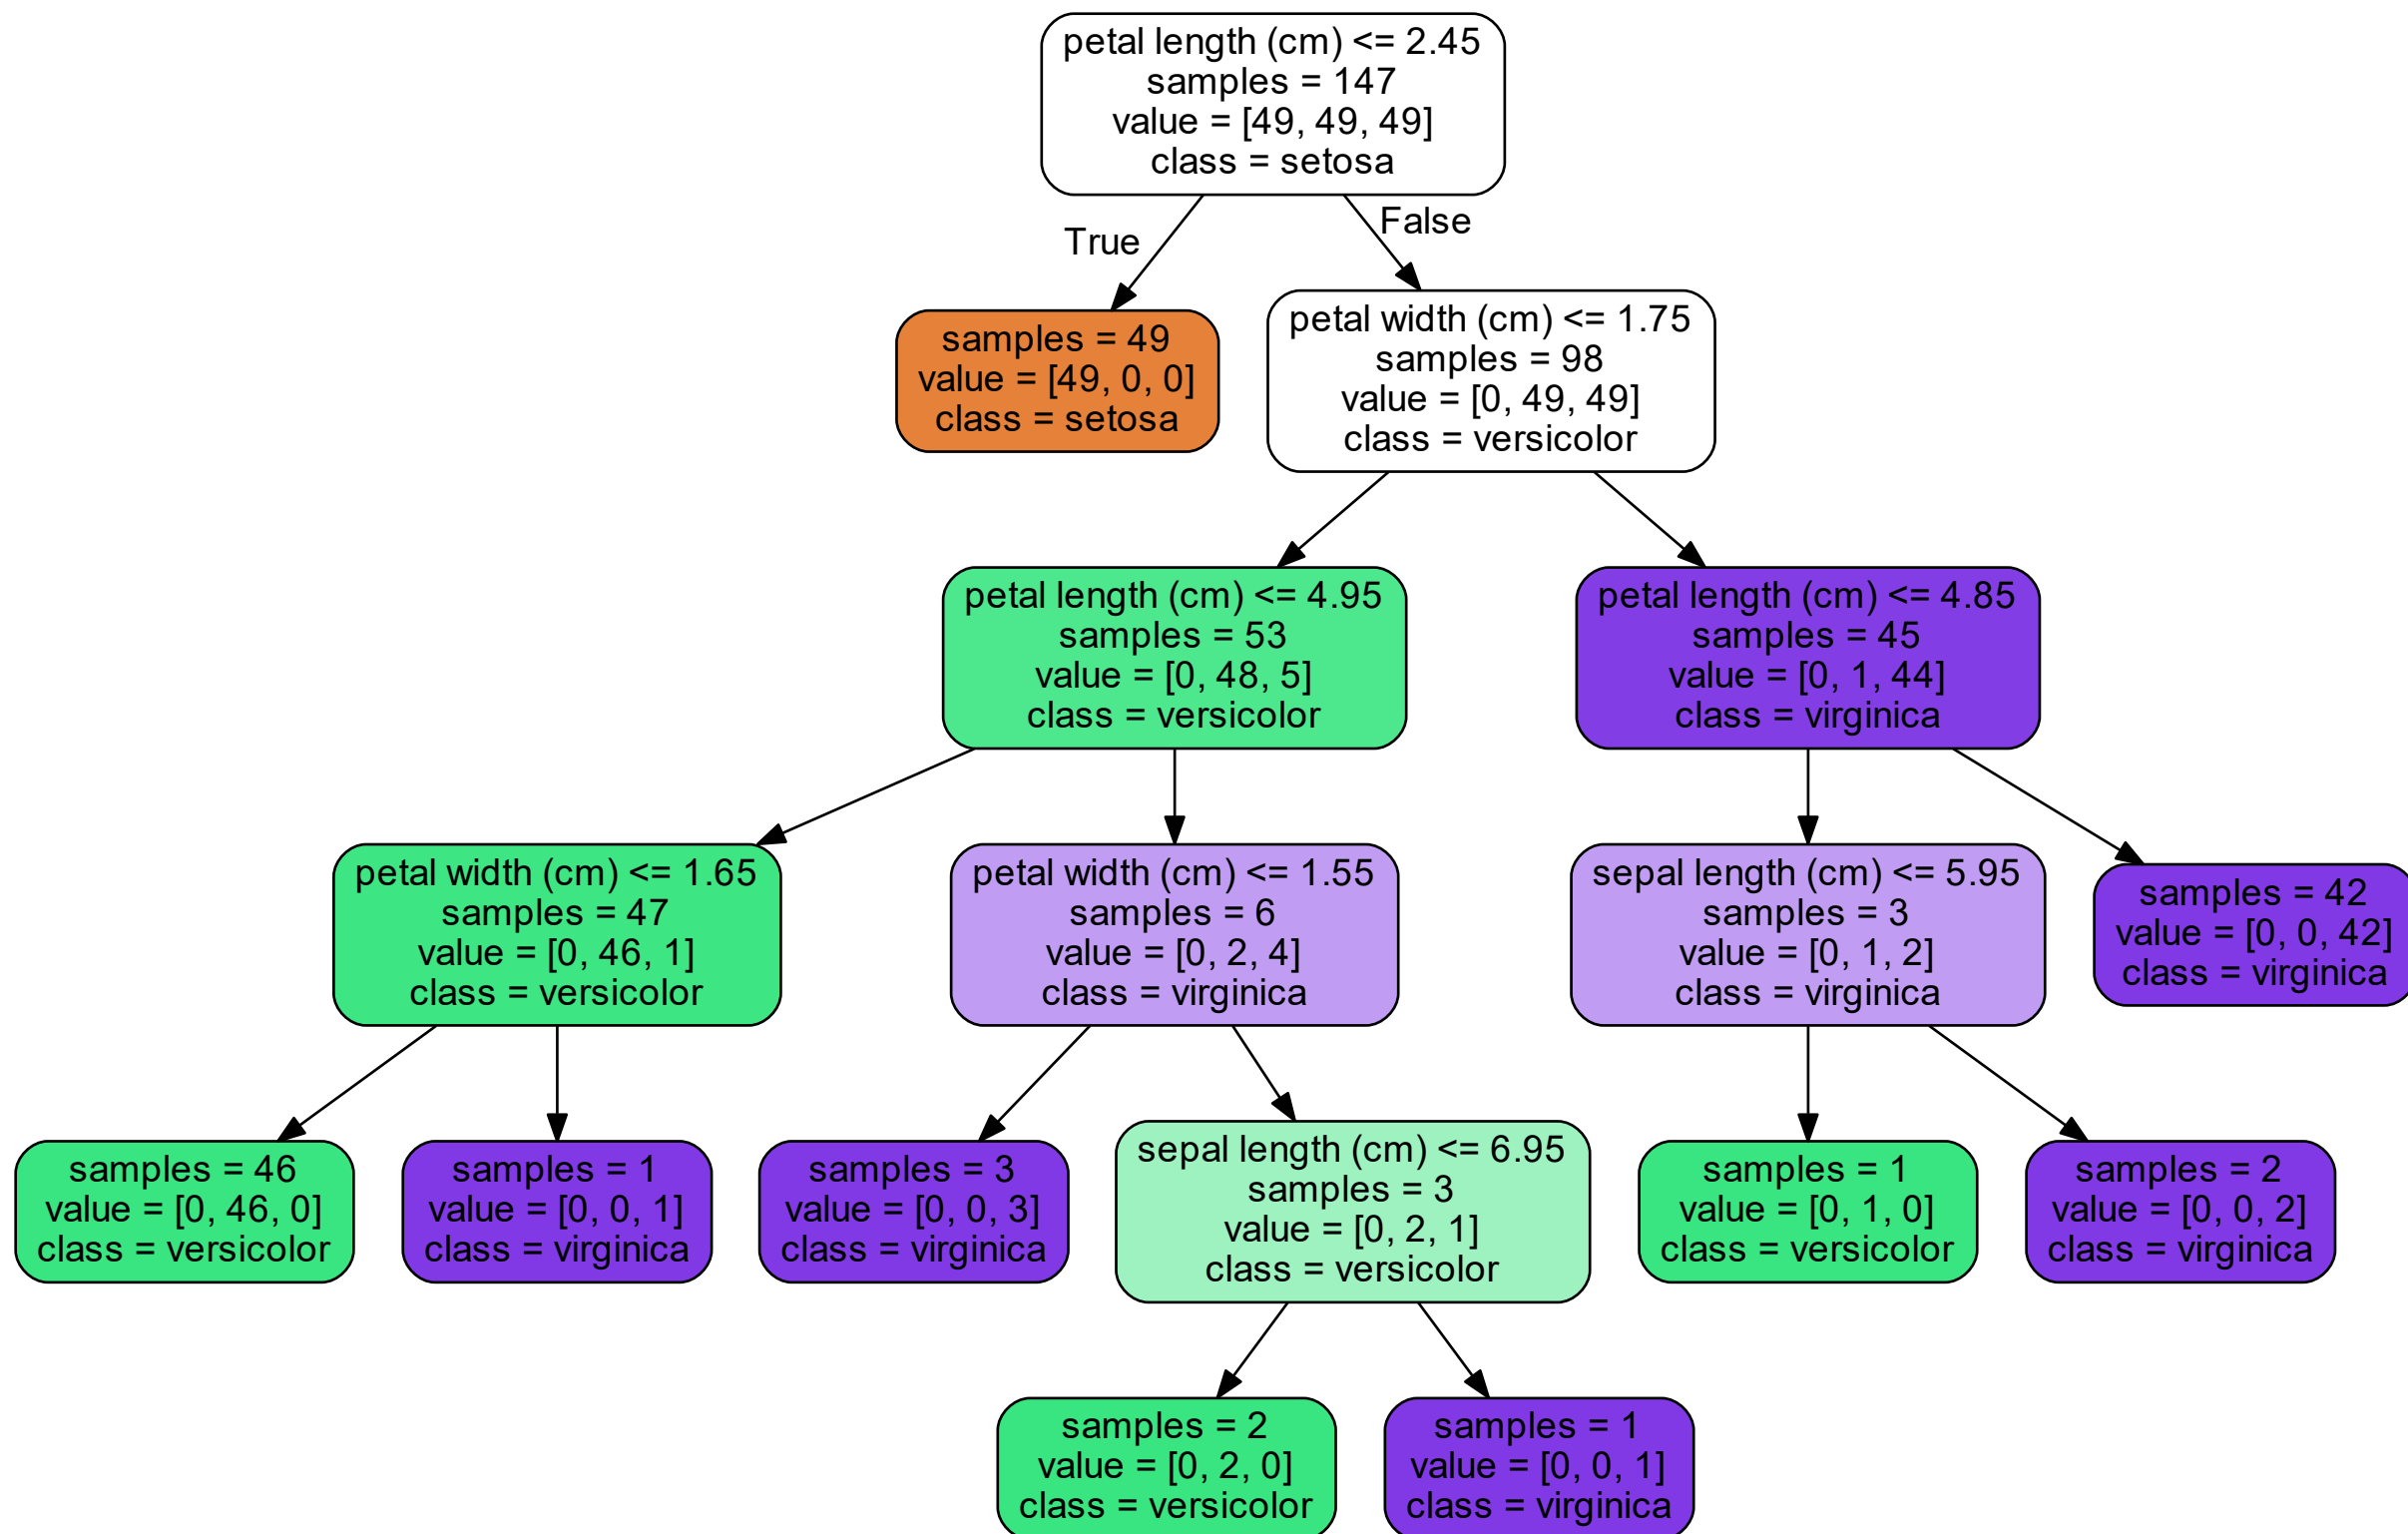 petal length (cm) <= 2.45
samples = 147
value = [49, 49, 49]
class = setosa
True
False
samples = 49
value = [49, 0, 0]
class = setosa
petal width (cm) <= 1.75
samples = 98
value = [0, 49, 49]
class = versicolor
petal length (cm) <= 4.95
samples = 53
value = [0, 48, 5]
class = versicolor
petal length (cm) <= 4.85
samples = 45
value = [0, 1, 44]
class = virginica
petal width (cm) <= 1.65
samples = 47
value = [0, 46, 1]
class = versicolor
petal width (cm) <= 1.55
samples = 6
value = [0, 2, 4]
class = virginica
sepal length (cm) <= 5.95
samples = 3
value = [0, 1, 2]
class = virginica
samples = 42
value = [0, 0, 42]
class = virginica
samples = 46
value = [0, 46, 0]
class = versicolor
samples = 1
value = [0, 0, 1]
class = virginica
samples = 3
value = [0, 0, 3]
class = virginica
sepal length (cm) <= 6.95
samples = 3
value = [0, 2, 1]
class = versicolor
samples = 1
value = [0, 1, 0]
class = versicolor
samples = 2
value = [0, 0, 2]
class = virginica
samples = 2
value = [0, 2, 0]
class = versicolor
samples = 1
value = [0, 0, 1]
class = virginica